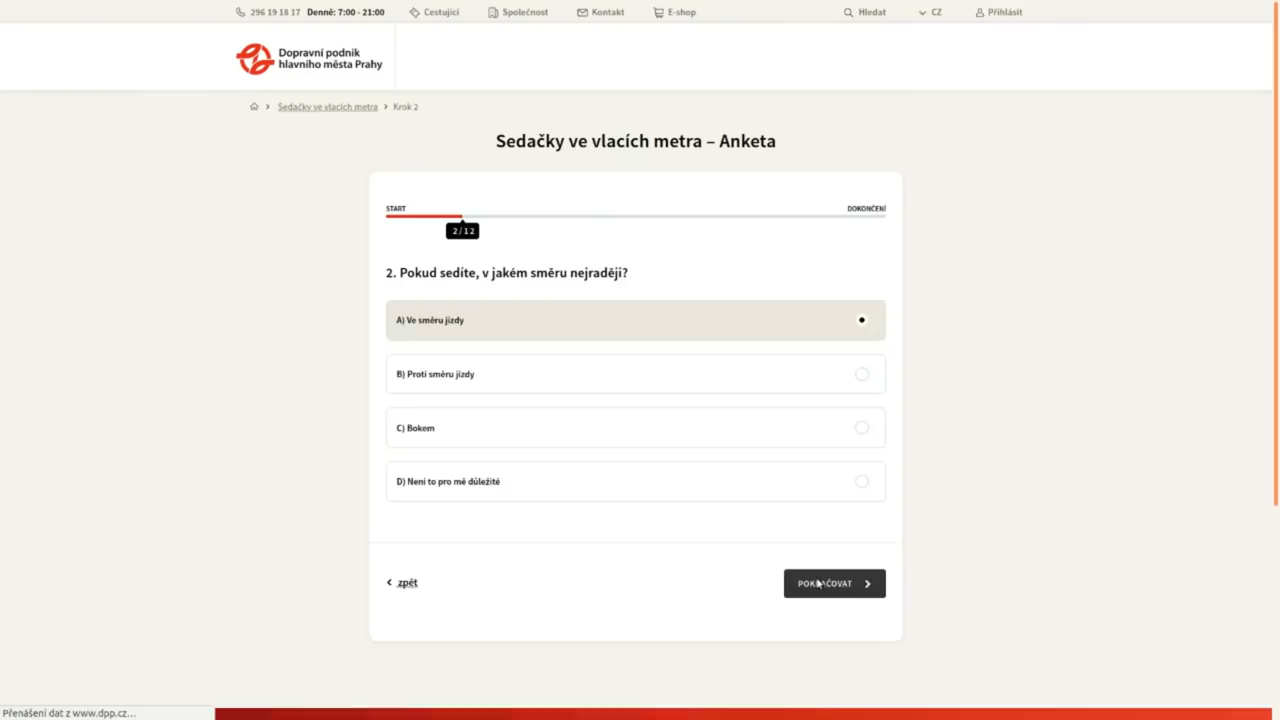 296 19 18 17 Denně: 7:00 - 21:00 Cestující Společnost Kontakt E-shop Hledat CZ Přihlásit
Dopravní podnik
hlavního města Prahy
Sedačky ve vlacích metra > Krok 2
Sedačky ve vlacích metra – Anketa
START DOKONČENÍ
2/12
2. Pokud sedíte, v jakém směru nejraději?
A) Ve směru jízdy
B) Proti směru jízdy
C) Bokem
D) Není to pro mě důležité
zpět POKRAČOVAT
Přenášení dat z www.dpp.cz...